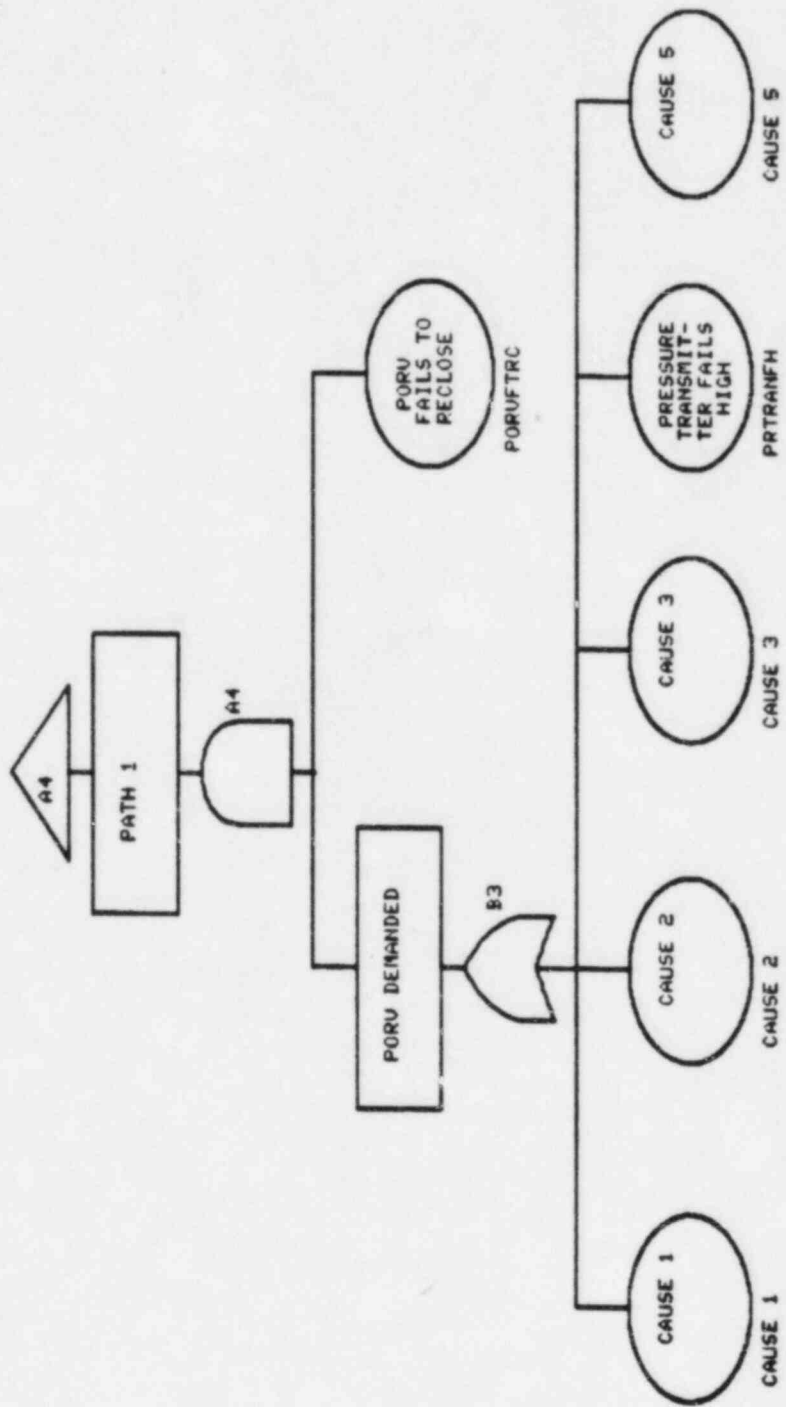 A4
PATH 1
A4
PORV DEMANDED
PORV
FAILS TO
RECLOSE
PORVFTRC
B3
CAUSE 1
CAUSE 2
CAUSE 3
PRESSURE
TRANSMIT-
TER FAILS
HIGH
CAUSE 5
CAUSE 1
CAUSE 2
CAUSE 3
PRTRANFH
CAUSE 5